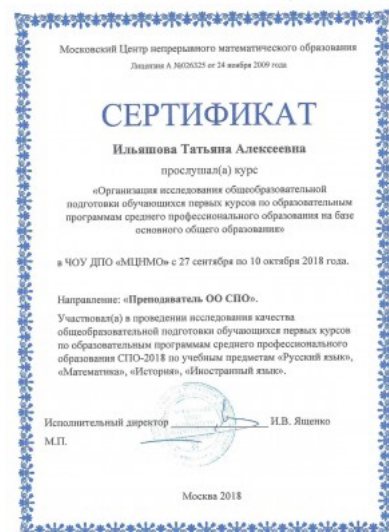 Московский Центр непрерывного математического образования
Лицензия А №026325 от 24 ноября 2009 года
СЕРТИФИКАТ
Ильяшова Татьяна Алексеевна
прослушал(а) курс
«Организация исследования общеобразовательной
подготовки обучающихся первых курсов по образовательным
программам среднего профессионального образования на базе
основного общего образования»
в ЧОУ ДПО «МЦНМО» с 27 сентября по 10 октября 2018 года.
Направление: «Преподаватель ОО СПО».
Участвовал(а) в проведении исследования качества
общеобразовательной подготовки обучающихся первых курсов
по образовательным программам среднего профессионального
образования СПО-2018 по учебным предметам «Русский язык»,
«Математика», «История», «Иностранный язык».
Исполнительный директор И.В. Ященко
М.П.
Москва 2018